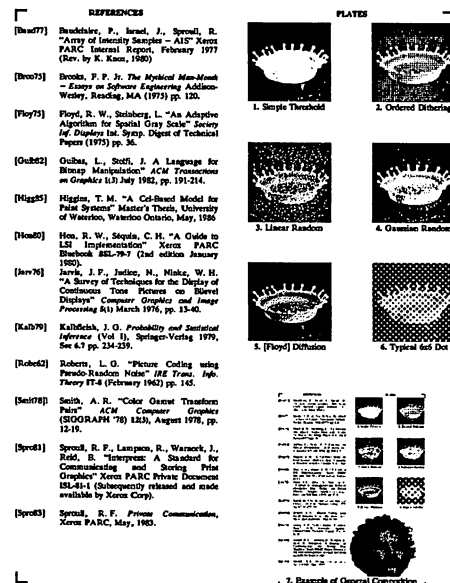 REFERENCES
[Baud77] Baudelaire, P., Israel, J., Sproull, R.
"Array of Intensity Samples – AIS" Xerox
PARC Internal Report, February 1977
(Rev. by K. Knox, 1980)
[Broo75] Brooks, F. P. Jr. The Mythical Man-Month
– Essays on Software Engineering Addison-
Wesley, Reading, MA (1975) pp. 120.
[Floy75] Floyd, R. W., Steinberg, L. "An Adaptive
Algorithm for Spatial Gray Scale" Society
Inf. Displays Int. Symp. Digest of Technical
Papers (1975) pp. 36.
[Guib82] Guibas, L., Stolfi, J. A Language for
Bitmap Manipulation" ACM Transactions
on Graphics 1(3) July 1982, pp. 191-214.
[Higg85] Higgins, T. M. "A Cel-Based Model for
Paint Systems" Master's Thesis, University
of Waterloo, Waterloo Ontario, May, 1986
[Hon80] Hon, R. W., Séquin, C. H. "A Guide to
LSI Implementation" Xerox PARC
Bluebook SSL-79-7 (2nd edition January
1980).
[Jarv76] Jarvis, J. F., Judice, N., Ninke, W. H.
"A Survey of Techniques for the Display of
Continuous Tone Pictures on Bilevel
Displays" Computer Graphics and Image
Processing 5(1) March 1976, pp. 13-40.
[Kalb79] Kalbfleish, J. G. Probability and Statistical
Inference (Vol I), Springer-Verlag 1979,
Sec 6.7 pp. 234-239.
[Robe62] Roberts, L. G. "Picture Coding using
Pseudo-Random Noise" IRE Trans. Info.
Theory IT-8 (February 1962) pp. 145.
[Smit78] Smith, A. R. "Color Gamut Transform
Pairs" ACM Computer Graphics
(SIGGRAPH '78) 12(3), August 1978, pp.
12-19.
[Spro81] Sproull, R. F., Lampson, R., Warnock, J.,
Reid, B. "Interpress: A Standard for
Communicating and Storing Print
Graphics" Xerox PARC Private Document
ISL-81-1 (Subsequently released and made
available by Xerox Corp).
[Spro83] Sproull, R. F. Private Communication,
Xerox PARC, May, 1983.
PLATES
1. Simple Threshold
2. Ordered Dithering
3. Linear Random
4. Gaussian Random
5. [Floyd] Diffusion
6. Typical 6x6 Dot
7. Example of General Composition